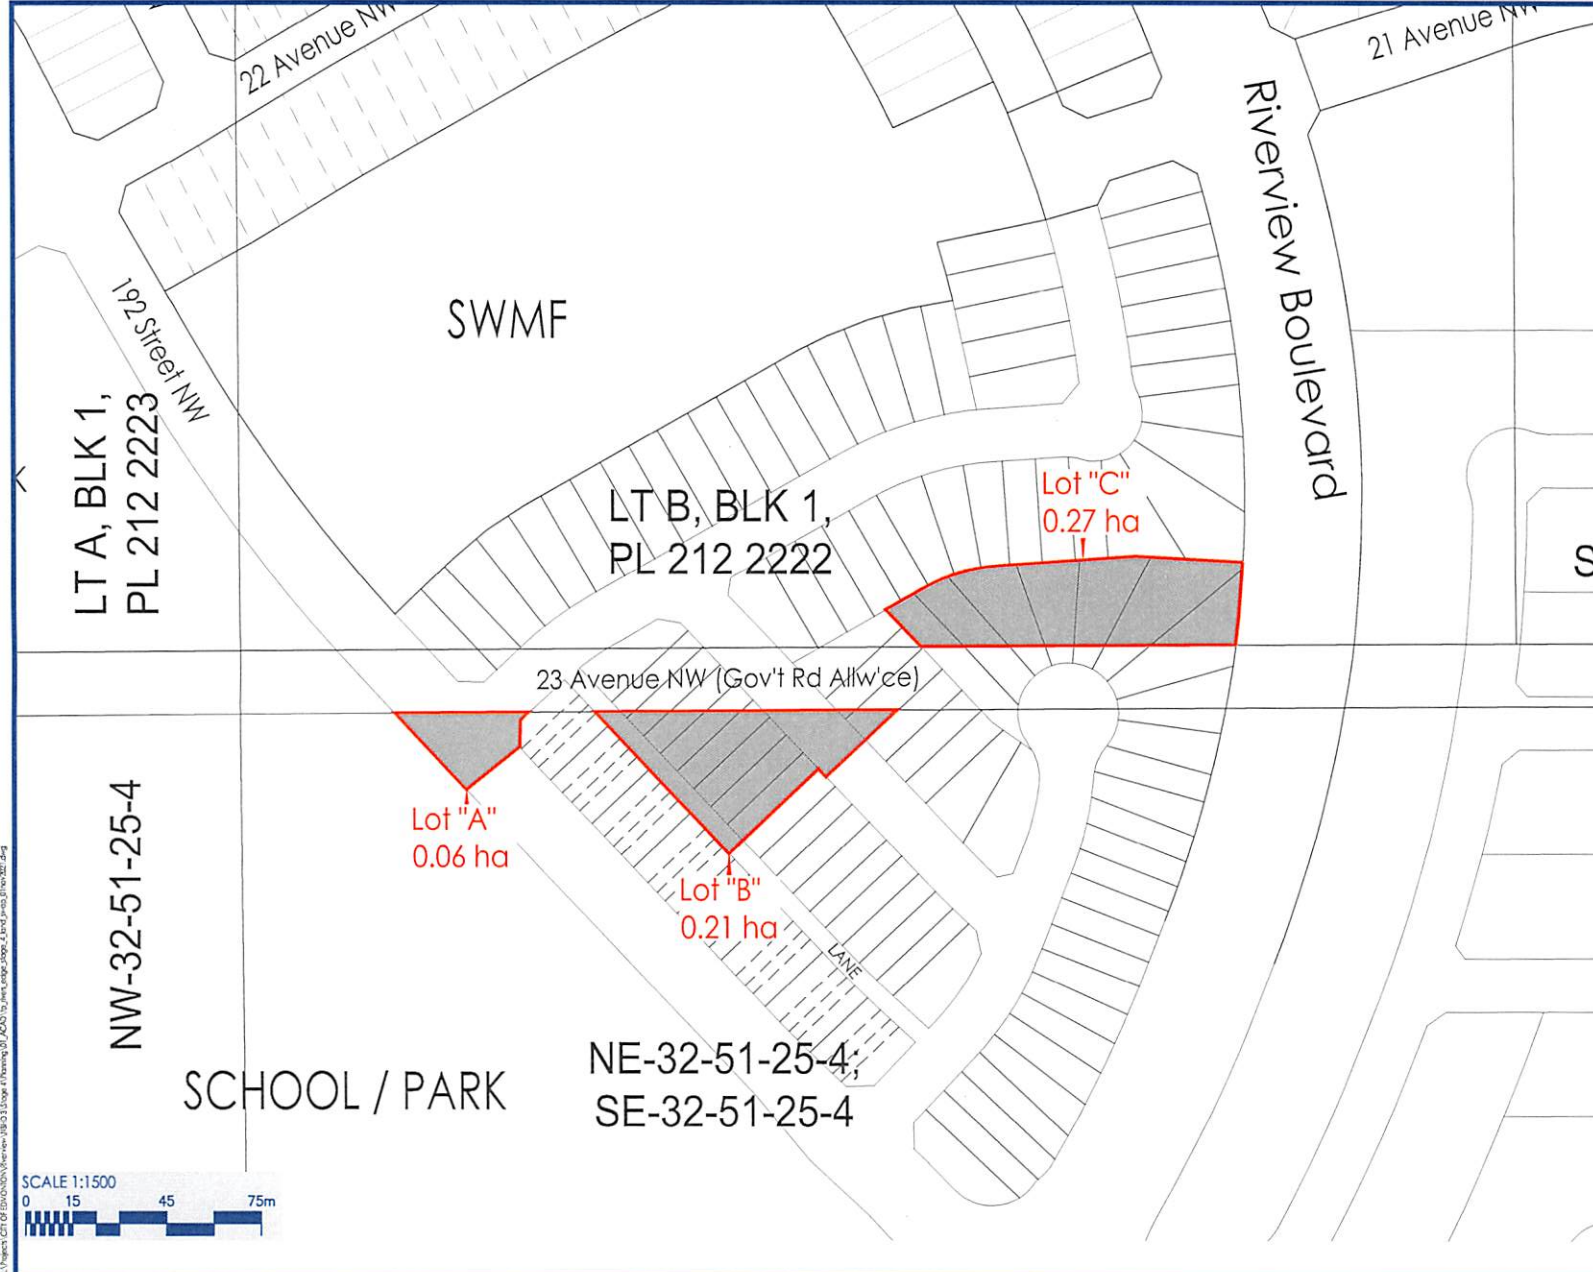 22 Avenue NW
21 Avenue NW
Riverview Boulevard
192 Street NW
SWMF
LT A, BLK 1,
PL 212 2223
LT B, BLK 1,
PL 212 2222
Lot "C"
0.27 ha
S
23 Avenue NW (Gov't Rd Allw'ce)
Lot "A"
0.06 ha
Lot "B"
0.21 ha
LANE
NW-32-51-25-4
NE-32-51-25-4;
SE-32-51-25-4
SCHOOL / PARK
SCALE 1:1500
0 15 45 75m